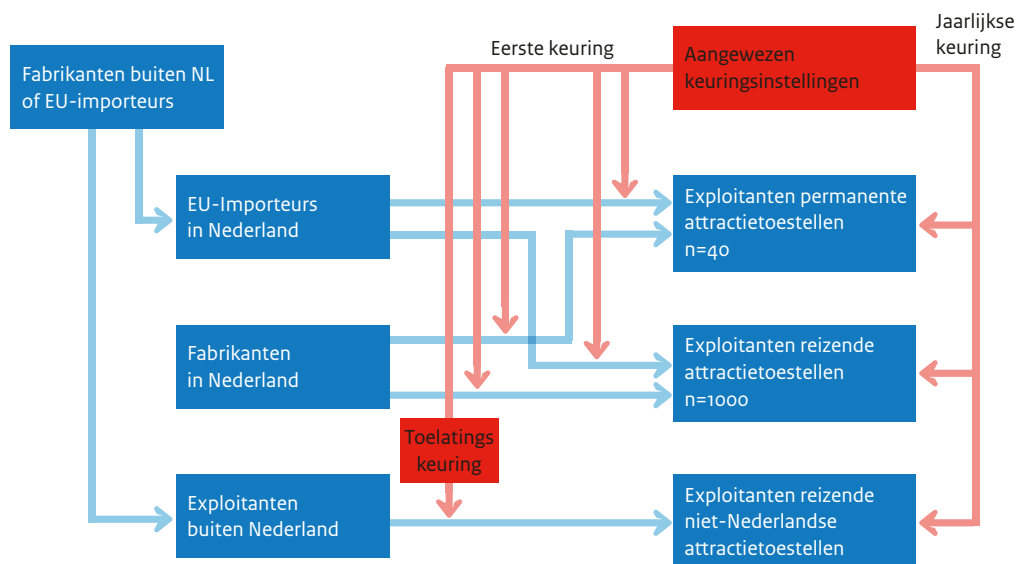 Jaarlijkse
keuring
Eerste keuring
Aangewezen
keuringsinstellingen
Fabrikanten buiten NL
of EU-importeurs
EU-Importeurs
in Nederland
Exploitanten permanente
attractietoestellen
n=40
Fabrikanten
in Nederland
Exploitanten reizende
attractietoestellen
n=1000
Toelatings
keuring
Exploitanten
buiten Nederland
Exploitanten reizende
niet-Nederlandse
attractietoestellen